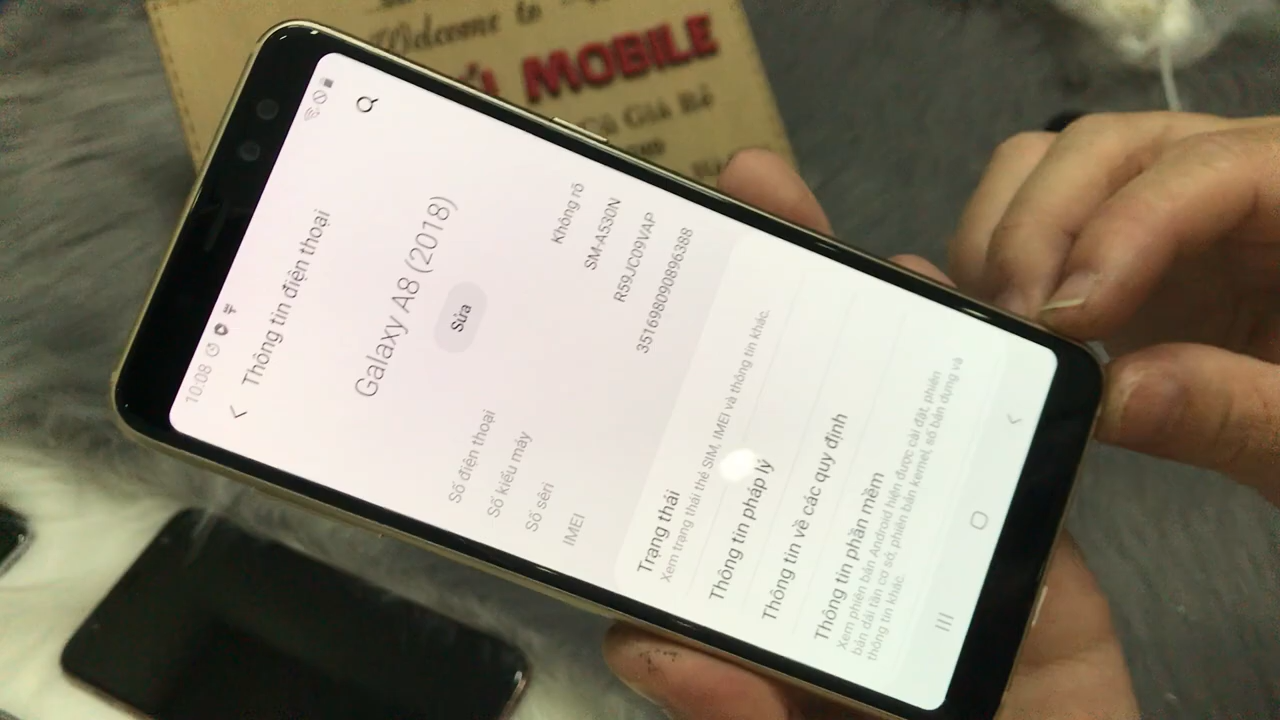 Welcome to
MOBILE
Giá Rẻ
10:08
Thông tin điện thoại
Galaxy A8 (2018)
Sửa
Số điện thoại Không rõ
Số kiểu máy SM-A530N
Số sêri R59JC09VAP
IMEI 351698090896388
Trạng thái
Xem trạng thái thẻ SIM, IMEI và thông tin khác.
Thông tin pháp lý
Thông tin về các quy định
Thông tin phần mềm
Xem phiên bản Android hiện được cài đặt, phiên
bản dải tần cơ sở, phiên bản kernel, số bản dựng và
thông tin khác.